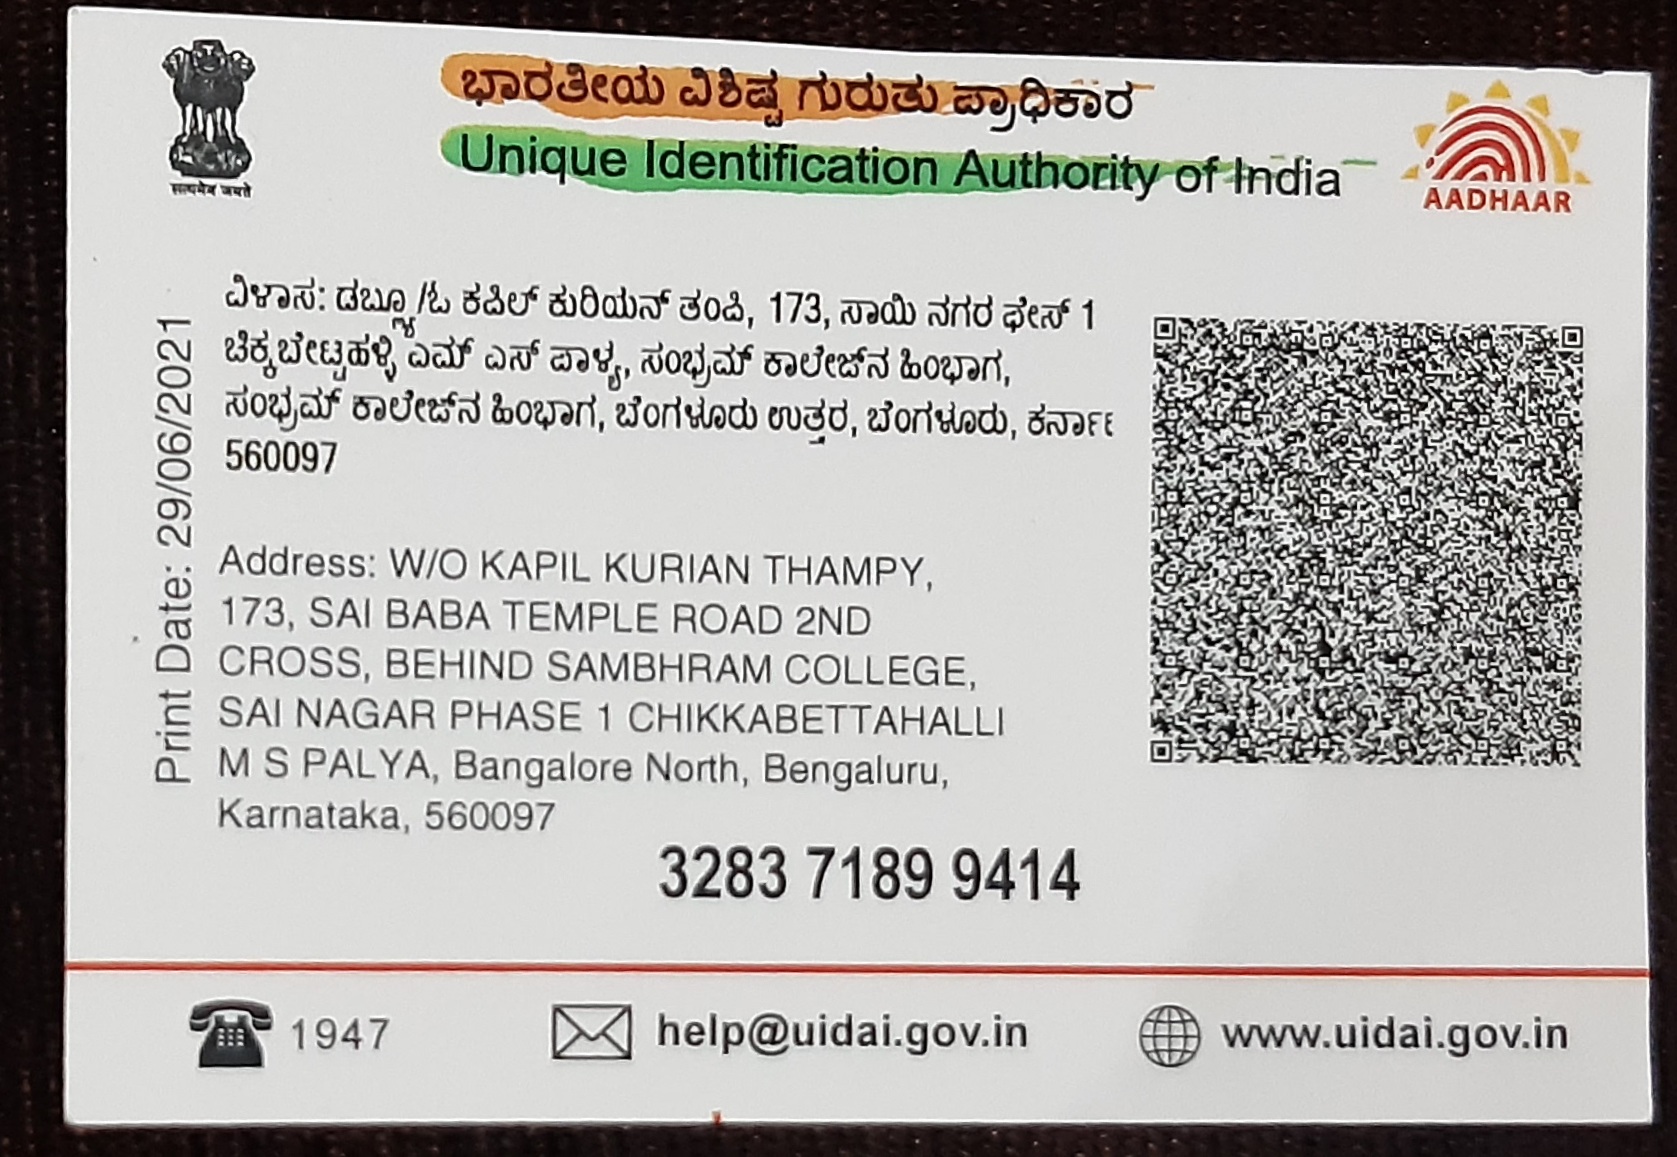 ಭಾರತೀಯ ವಿಶಿಷ್ಟ ಗುರುತು ಪ್ರಾಧಿಕಾರ
Unique Identification Authority of India
सत्यमेव जयते
AADHAAR
ವಿಳಾಸ: ಡಬ್ಲ್ಯೂ/ಓ ಕಪಿಲ್ ಕುರಿಯನ್ ತಂಪಿ, 173, ಸಾಯಿ ನಗರ ಫೇಸ್ 1
ಚಿಕ್ಕಬೇಟ್ಟಹಳ್ಳಿ ಎಮ್ ಎಸ್ ಪಾಳ್ಯ, ಸಂಭ್ರಮ್ ಕಾಲೇಜ್‌ನ ಹಿಂಭಾಗ,
ಸಂಭ್ರಮ್ ಕಾಲೇಜ್‌ನ ಹಿಂಭಾಗ, ಬೆಂಗಳೂರು ಉತ್ತರ, ಬೆಂಗಳೂರು,
560097
Print Date: 29/06/2021
Address: W/O KAPIL KURIAN THAMPY,
173, SAI BABA TEMPLE ROAD 2ND
CROSS, BEHIND SAMBHRAM COLLEGE,
SAI NAGAR PHASE 1 CHIKKABETTAHALLI
M S PALYA, Bangalore North, Bengaluru,
Karnataka, 560097
3283 7189 9414
1947
help@uidai.gov.in
www.uidai.gov.in